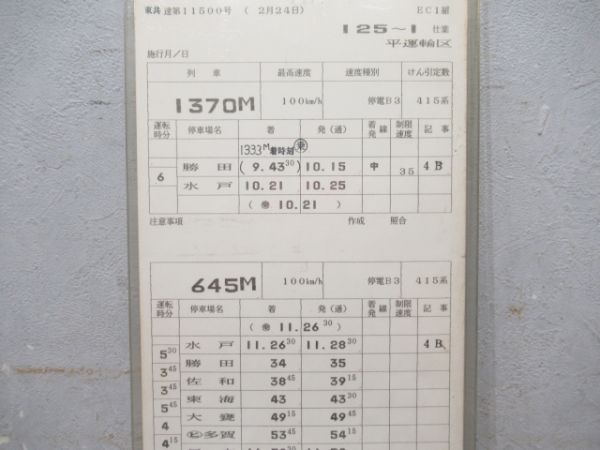 東鉄達第11500号 ( 2月24日) EC1組
125~1 仕業
平運輸区
施行月/日
列 車 最高速度 速度種別 けん引定数
1370M 100km/h 停電B3 415系
運転時分 停車場名 着 発(通) 着発線 制限速度 記事
1333M着時刻 東
勝 田 (9.43 30) 10.15 中 4B
6 35
水 戸 10.21 10.25
( 10.21 )
注意事項 作成 照合
645M 100km/h 停電B3 415系
運転時分 停車場名 着 発(通) 着発線 制限速度 記事
( 11.26 30 )
水 戸 11.26 30 11.28 30 4B
5 30
勝 田 34 35
3 45
佐 和 38 45 39 15
3 45
東 海 43 43 30
5 45
大 甕 49 15 49 45
4
多賀 53 45 54 15
4 15